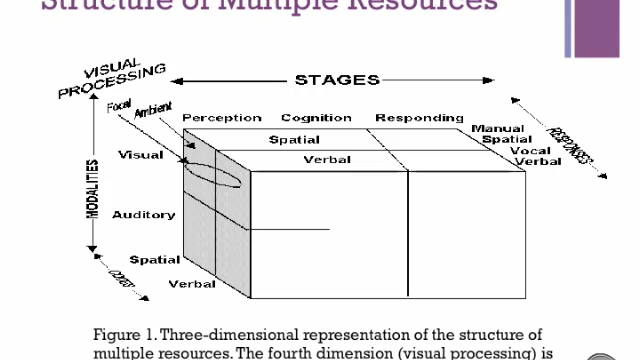 Structure of Multiple Resources
VISUAL
PROCESSING
STAGES
Focal
Ambient
Perception Cognition Responding
Spatial
Verbal
Manual
Spatial
Vocal
Verbal
RESPONSES
MODALITIES
Visual
Auditory
Spatial
Verbal
CODES
Figure 1. Three-dimensional representation of the structure of
multiple resources. The fourth dimension (visual processing) is